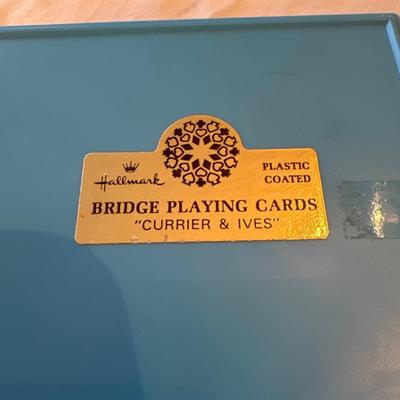 Hallmark
PLASTIC
COATED
BRIDGE PLAYING CARDS
"CURRIER & IVES"